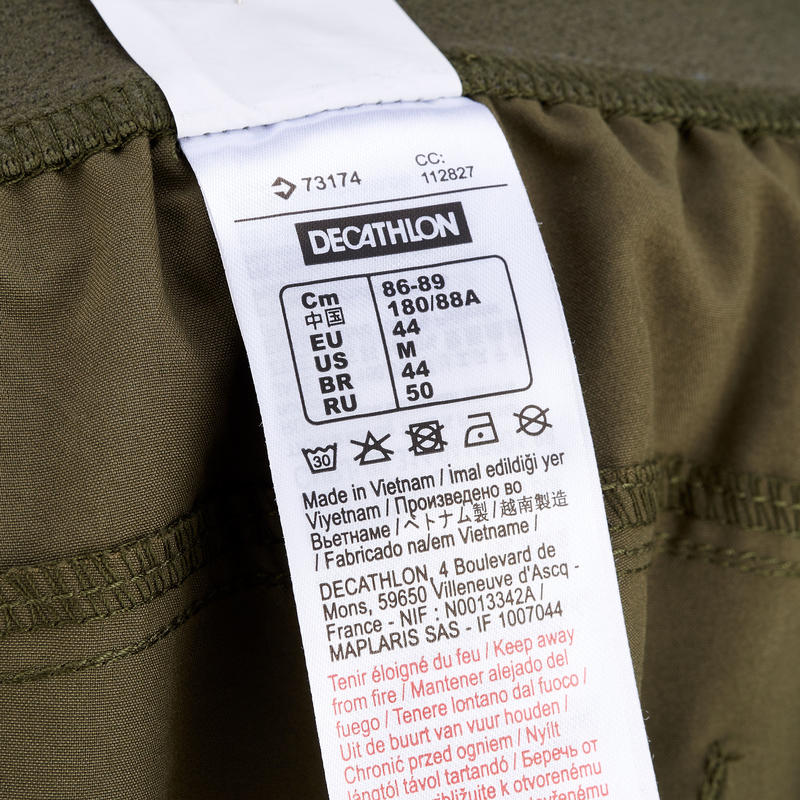 73174 CC:
112827
DECATHLON
Cm 86-89
中国 180/88A
EU 44
US M
BR 44
RU 50
30
Made in Vietnam / İmal edildiği yer
Viyetnam / Произведено во
Вьетнаме / ベトナム製 / 越南製造
/ Fabricado na/em Vietname /
DECATHLON, 4 Boulevard de
Mons, 59650 Villeneuve d'Ascq -
France - NIF : N0013342A /
MAPLARIS SAS - IF 1007044
Tenir éloigné du feu / Keep away
from fire / Mantener alejado del
fuego / Tenere lontano dal fuoco /
Uit de buurt van vuur houden /
Chronić przed ogniem / Nyílt
lángtól távol tartandó / Беречь от
přibližujte k otvorenému